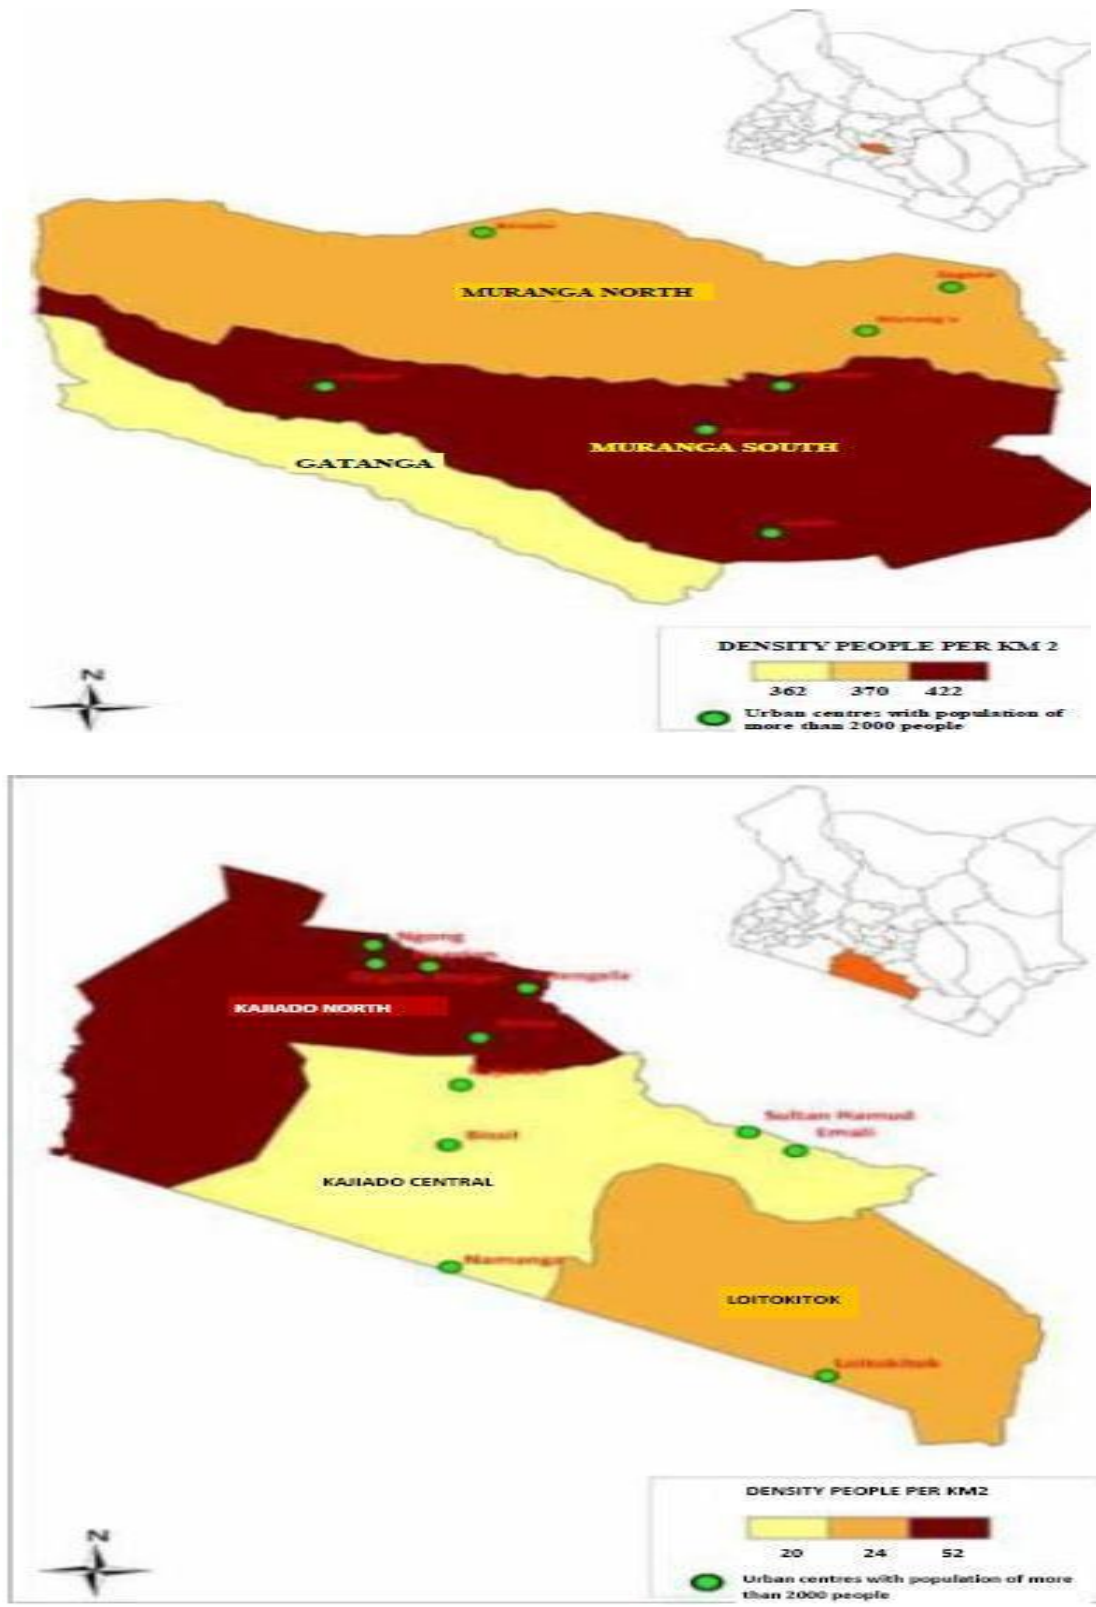 MURANGA NORTH
MURANGA SOUTH
GATANGA
DENSITY PEOPLE PER KM 2
362 370 422
Urban centres with population of
more than 2000 people
N
Ngong
KAJIADO NORTH
Sultan Hamud
Emali
Bissil
KAJIADO CENTRAL
Namanga
LOITOKITOK
Loitokitok
DENSITY PEOPLE PER KM2
20 24 52
N
Urban centres with population of more
than 2000 people